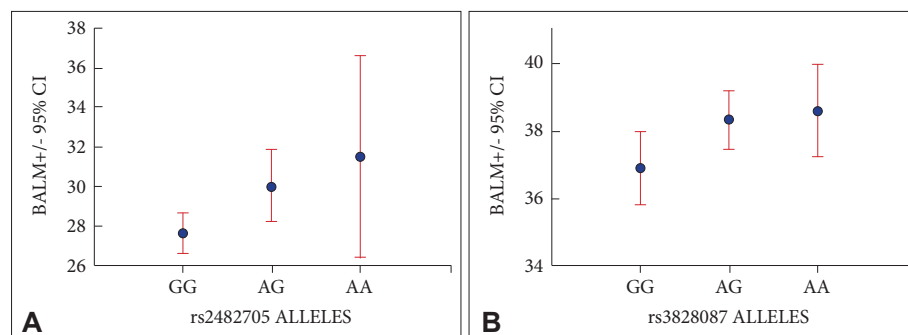 38
36
34
32
30
28
26
BALM+/- 95% CI
GG AG AA
rs2482705 ALLELES
A
40
38
36
34
BALM+/- 95% CI
GG AG AA
rs3828087 ALLELES
B